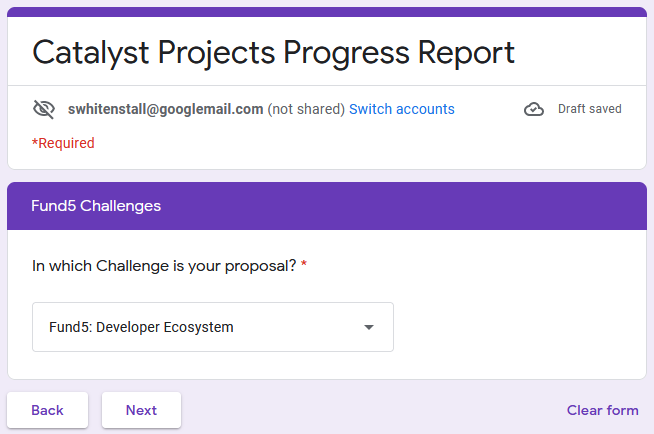 Catalyst Projects Progress Report
swhitenstall@googlemail.com (not shared) Switch accounts
Draft saved
*Required
Fund5 Challenges
In which Challenge is your proposal? *
Fund5: Developer Ecosystem
Back
Next
Clear form